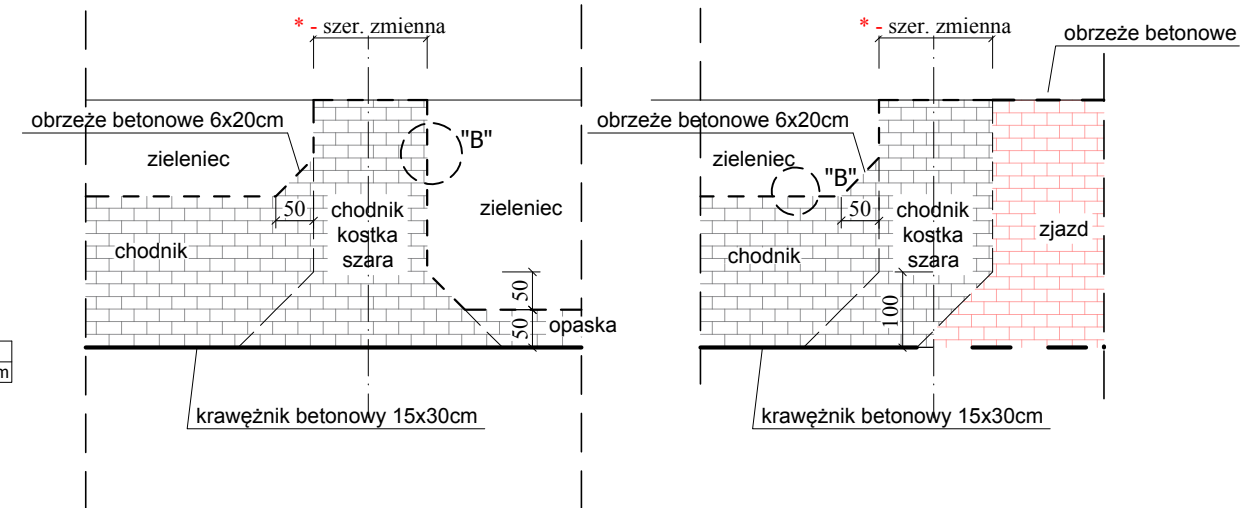 * - szer. zmienna
obrzeże betonowe 6x20cm
zieleniec
"B"
50
chodnik
kostka
szara
zieleniec
chodnik
50
50
opaska
m
krawężnik betonowy 15x30cm
* - szer. zmienna
obrzeże betonowe
obrzeże betonowe 6x20cm
zieleniec
"B"
50
chodnik
kostka
szara
zjazd
chodnik
100
krawężnik betonowy 15x30cm